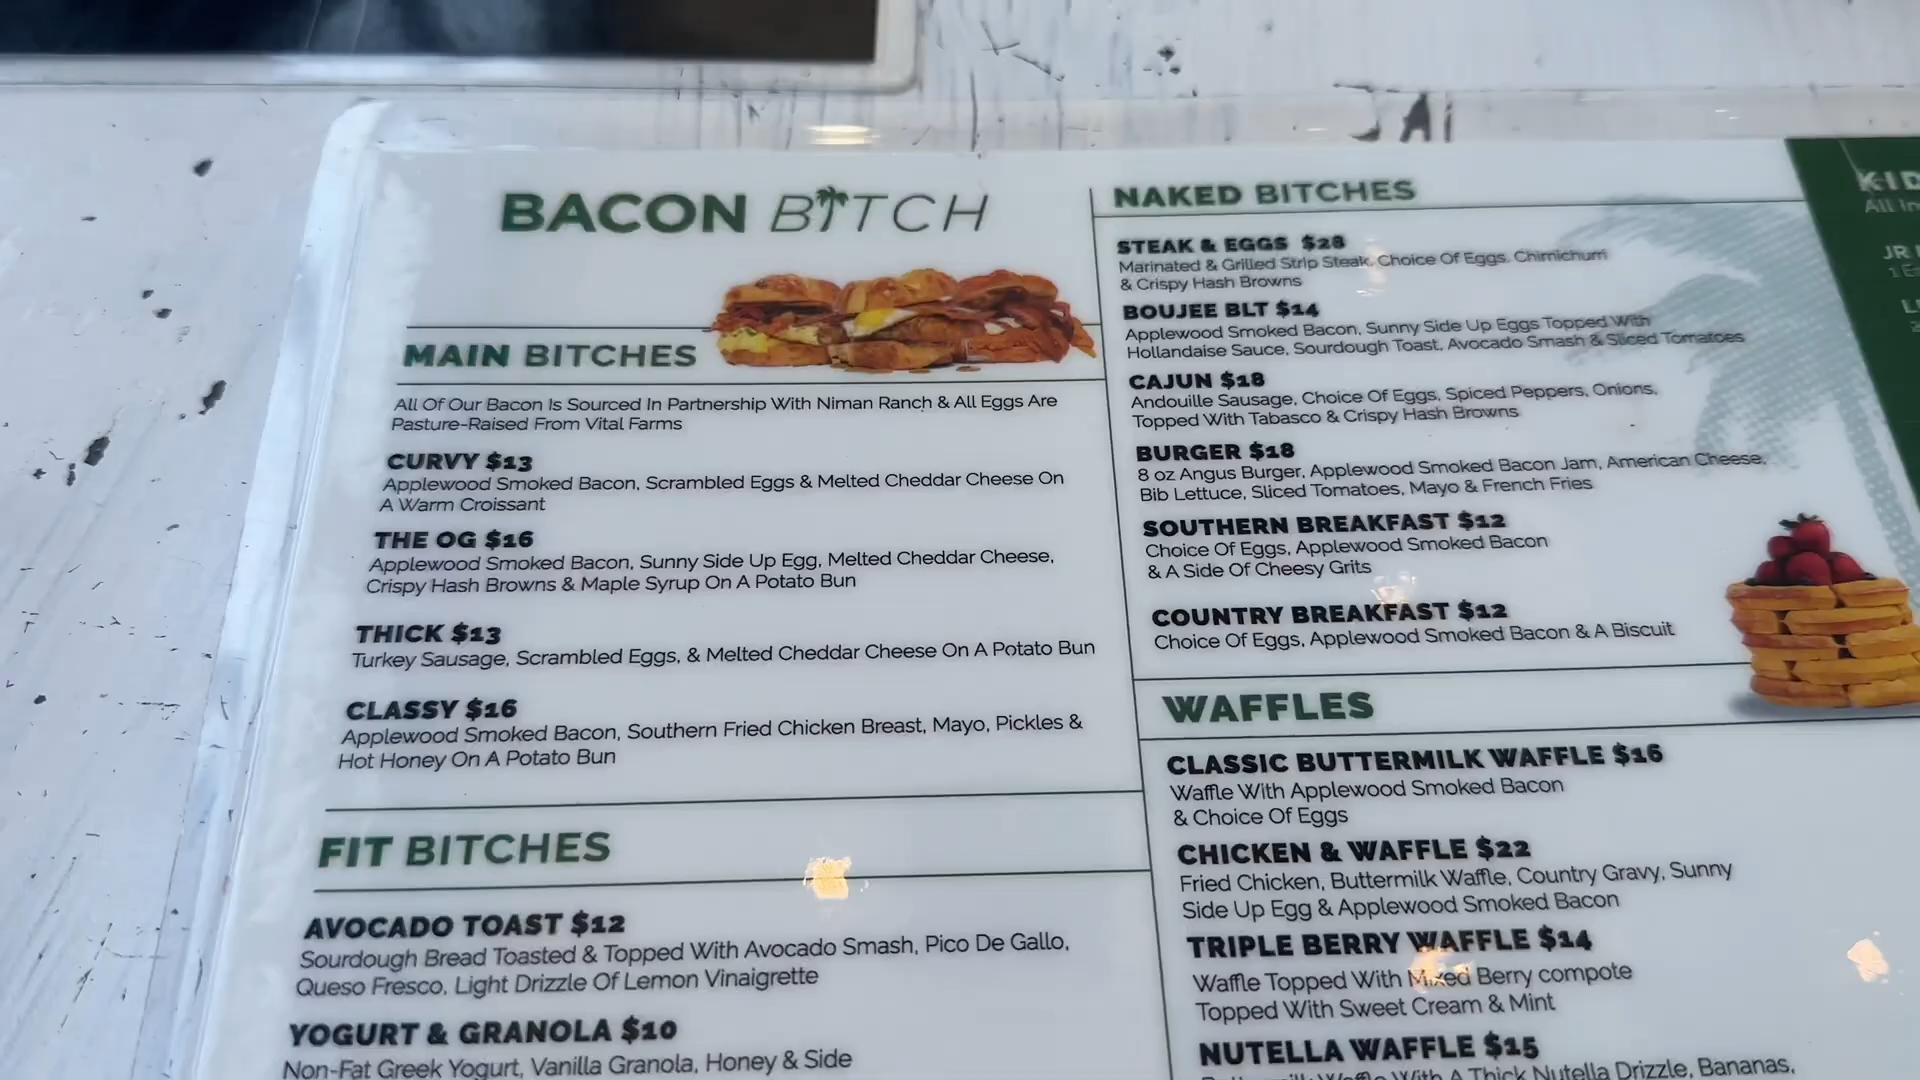 BACON BITCH
MAIN BITCHES
All Of Our Bacon Is Sourced In Partnership With Niman Ranch & All Eggs Are
Pasture-Raised From Vital Farms
CURVY $13
Applewood Smoked Bacon, Scrambled Eggs & Melted Cheddar Cheese On
A Warm Croissant
THE OG $16
Applewood Smoked Bacon, Sunny Side Up Egg, Melted Cheddar Cheese,
Crispy Hash Browns & Maple Syrup On A Potato Bun
THICK $13
Turkey Sausage, Scrambled Eggs, & Melted Cheddar Cheese On A Potato Bun
CLASSY $16
Applewood Smoked Bacon, Southern Fried Chicken Breast, Mayo, Pickles &
Hot Honey On A Potato Bun
FIT BITCHES
AVOCADO TOAST $12
Sourdough Bread Toasted & Topped With Avocado Smash, Pico De Gallo,
Queso Fresco, Light Drizzle Of Lemon Vinaigrette
YOGURT & GRANOLA $10
Non-Fat Greek Yogurt, Vanilla Granola, Honey & Side
NAKED BITCHES
STEAK & EGGS $28
Marinated & Grilled Strip Steak, Choice Of Eggs, Chimichurri
& Crispy Hash Browns
BOUJEE BLT $14
Applewood Smoked Bacon, Sunny Side Up Eggs Topped With
Hollandaise Sauce, Sourdough Toast, Avocado Smash & Sliced Tomatoes
CAJUN $18
Andouille Sausage, Choice Of Eggs, Spiced Peppers, Onions,
Topped With Tabasco & Crispy Hash Browns
BURGER $18
8 oz Angus Burger, Applewood Smoked Bacon Jam, American Cheese,
Bib Lettuce, Sliced Tomatoes, Mayo & French Fries
SOUTHERN BREAKFAST $12
Choice Of Eggs, Applewood Smoked Bacon
& A Side Of Cheesy Grits
COUNTRY BREAKFAST $12
Choice Of Eggs, Applewood Smoked Bacon & A Biscuit
WAFFLES
CLASSIC BUTTERMILK WAFFLE $16
Waffle With Applewood Smoked Bacon
& Choice Of Eggs
CHICKEN & WAFFLE $22
Fried Chicken, Buttermilk Waffle, Country Gravy, Sunny
Side Up Egg & Applewood Smoked Bacon
TRIPLE BERRY WAFFLE $14
Waffle Topped With Mixed Berry compote
Topped With Sweet Cream & Mint
NUTELLA WAFFLE $15
Waffle With A Thick Nutella Drizzle, Bananas,
All
JR